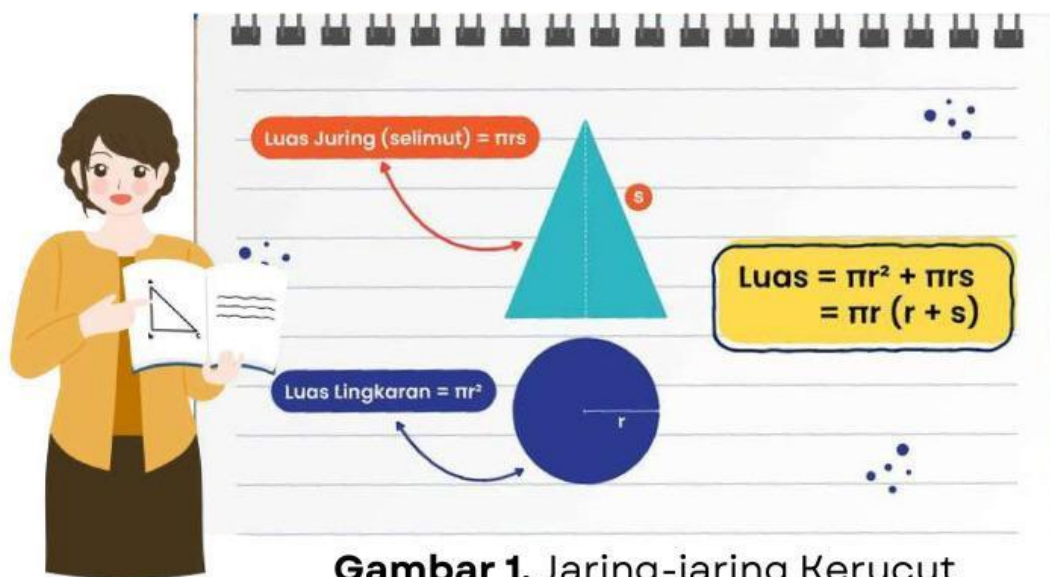 Luas Juring (selimut) = πrs
s
Luas = πr² + πrs
= πr (r + s)
Luas Lingkaran = πr²
r
Gambar 1. Jaring-jaring Kerucut